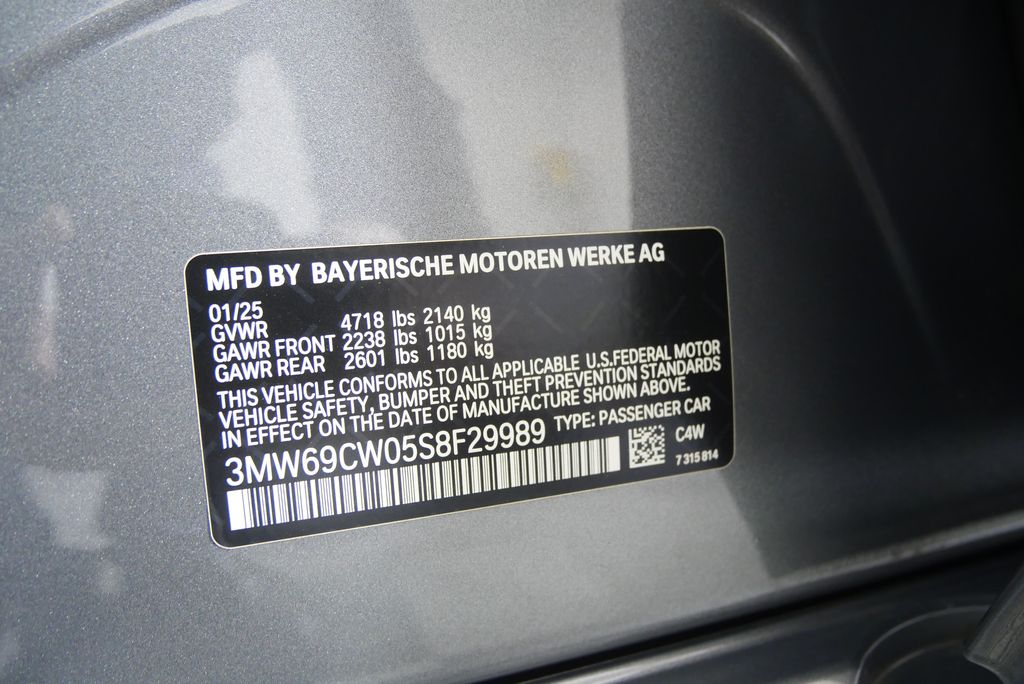 MFD BY BAYERISCHE MOTOREN WERKE AG
01/25
GVWR 4718 lbs 2140 kg
GAWR FRONT 2238 lbs 1015 kg
GAWR REAR 2601 lbs 1180 kg
THIS VEHICLE CONFORMS TO ALL APPLICABLE U.S.FEDERAL MOTOR
VEHICLE SAFETY, BUMPER AND THEFT PREVENTION STANDARDS
IN EFFECT ON THE DATE OF MANUFACTURE SHOWN ABOVE.
3MW69CW05S8F29989 TYPE: PASSENGER CAR
C4W
7 315 814